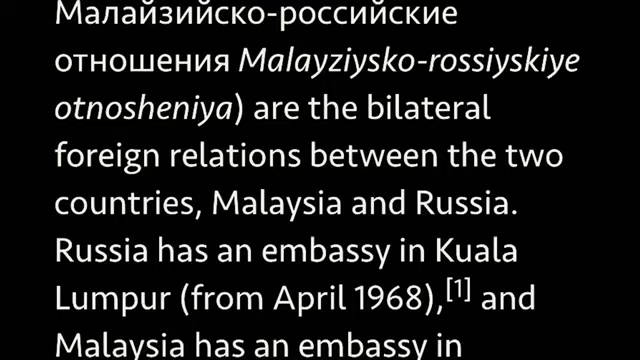 Малайзийско-российские
отношения Malayziysko-rossiyskiye
otnosheniya) are the bilateral
foreign relations between the two
countries, Malaysia and Russia.
Russia has an embassy in Kuala
Lumpur (from April 1968),[1] and
Malaysia has an embassy in